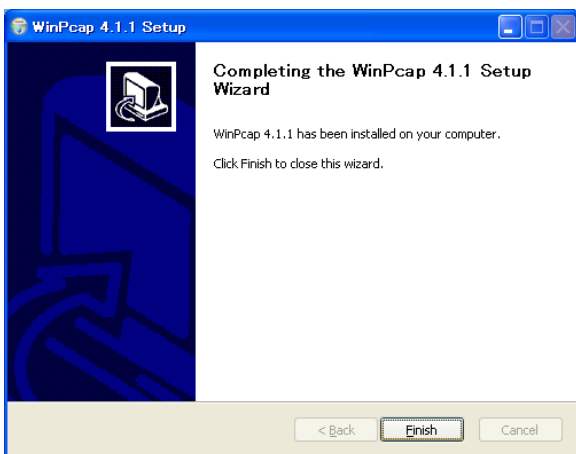 WinPcap 4.1.1 Setup
Completing the WinPcap 4.1.1 Setup
Wizard
WinPcap 4.1.1 has been installed on your computer.
Click Finish to close this wizard.
< Back Finish Cancel